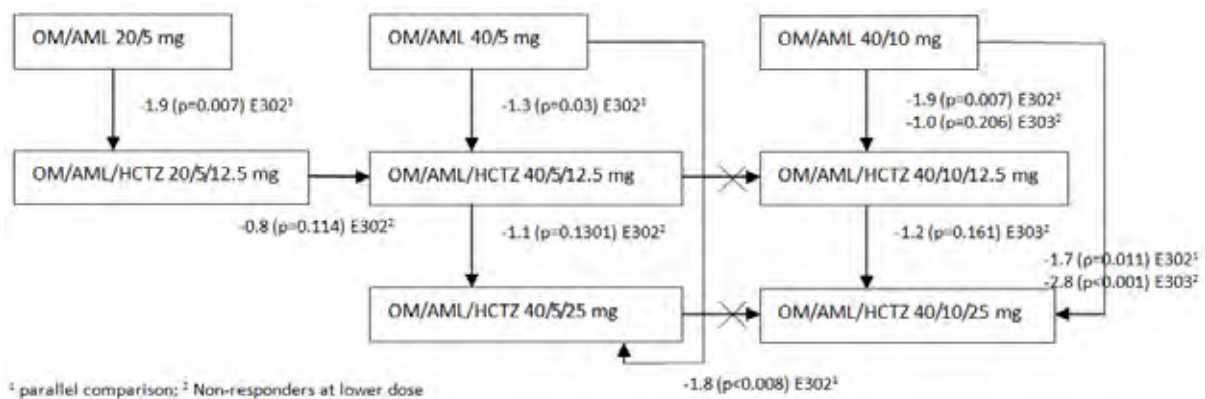 OM/AML 20/5 mg
OM/AML 40/5 mg
OM/AML 40/10 mg
-1.9 (p=0.007) E302¹
-1.3 (p=0.03) E302¹
-1.9 (p=0.007) E302¹
-1.0 (p=0.206) E303²
OM/AML/HCTZ 20/5/12.5 mg
OM/AML/HCTZ 40/5/12.5 mg
OM/AML/HCTZ 40/10/12.5 mg
-0.8 (p=0.114) E302²
-1.1 (p=0.1301) E302²
-1.2 (p=0.161) E303²
-1.7 (p=0.011) E302¹
-2.8 (p<0.001) E303²
OM/AML/HCTZ 40/5/25 mg
OM/AML/HCTZ 40/10/25 mg
-1.8 (p<0.008) E302¹
¹ parallel comparison; ² Non-responders at lower dose